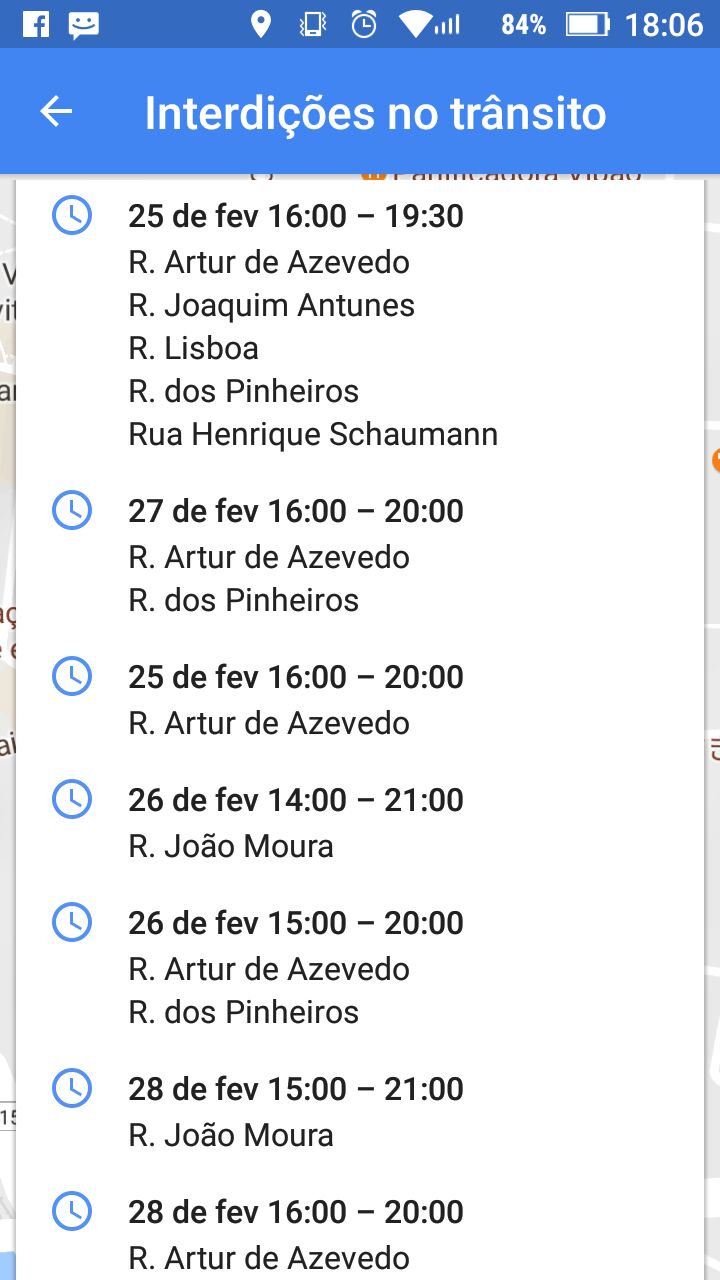 84% 18:06
Interdições no trânsito
25 de fev 16:00 – 19:30
R. Artur de Azevedo
R. Joaquim Antunes
R. Lisboa
R. dos Pinheiros
Rua Henrique Schaumann
27 de fev 16:00 – 20:00
R. Artur de Azevedo
R. dos Pinheiros
25 de fev 16:00 – 20:00
R. Artur de Azevedo
26 de fev 14:00 – 21:00
R. João Moura
26 de fev 15:00 – 20:00
R. Artur de Azevedo
R. dos Pinheiros
28 de fev 15:00 – 21:00
R. João Moura
15
28 de fev 16:00 – 20:00
R. Artur de Azevedo